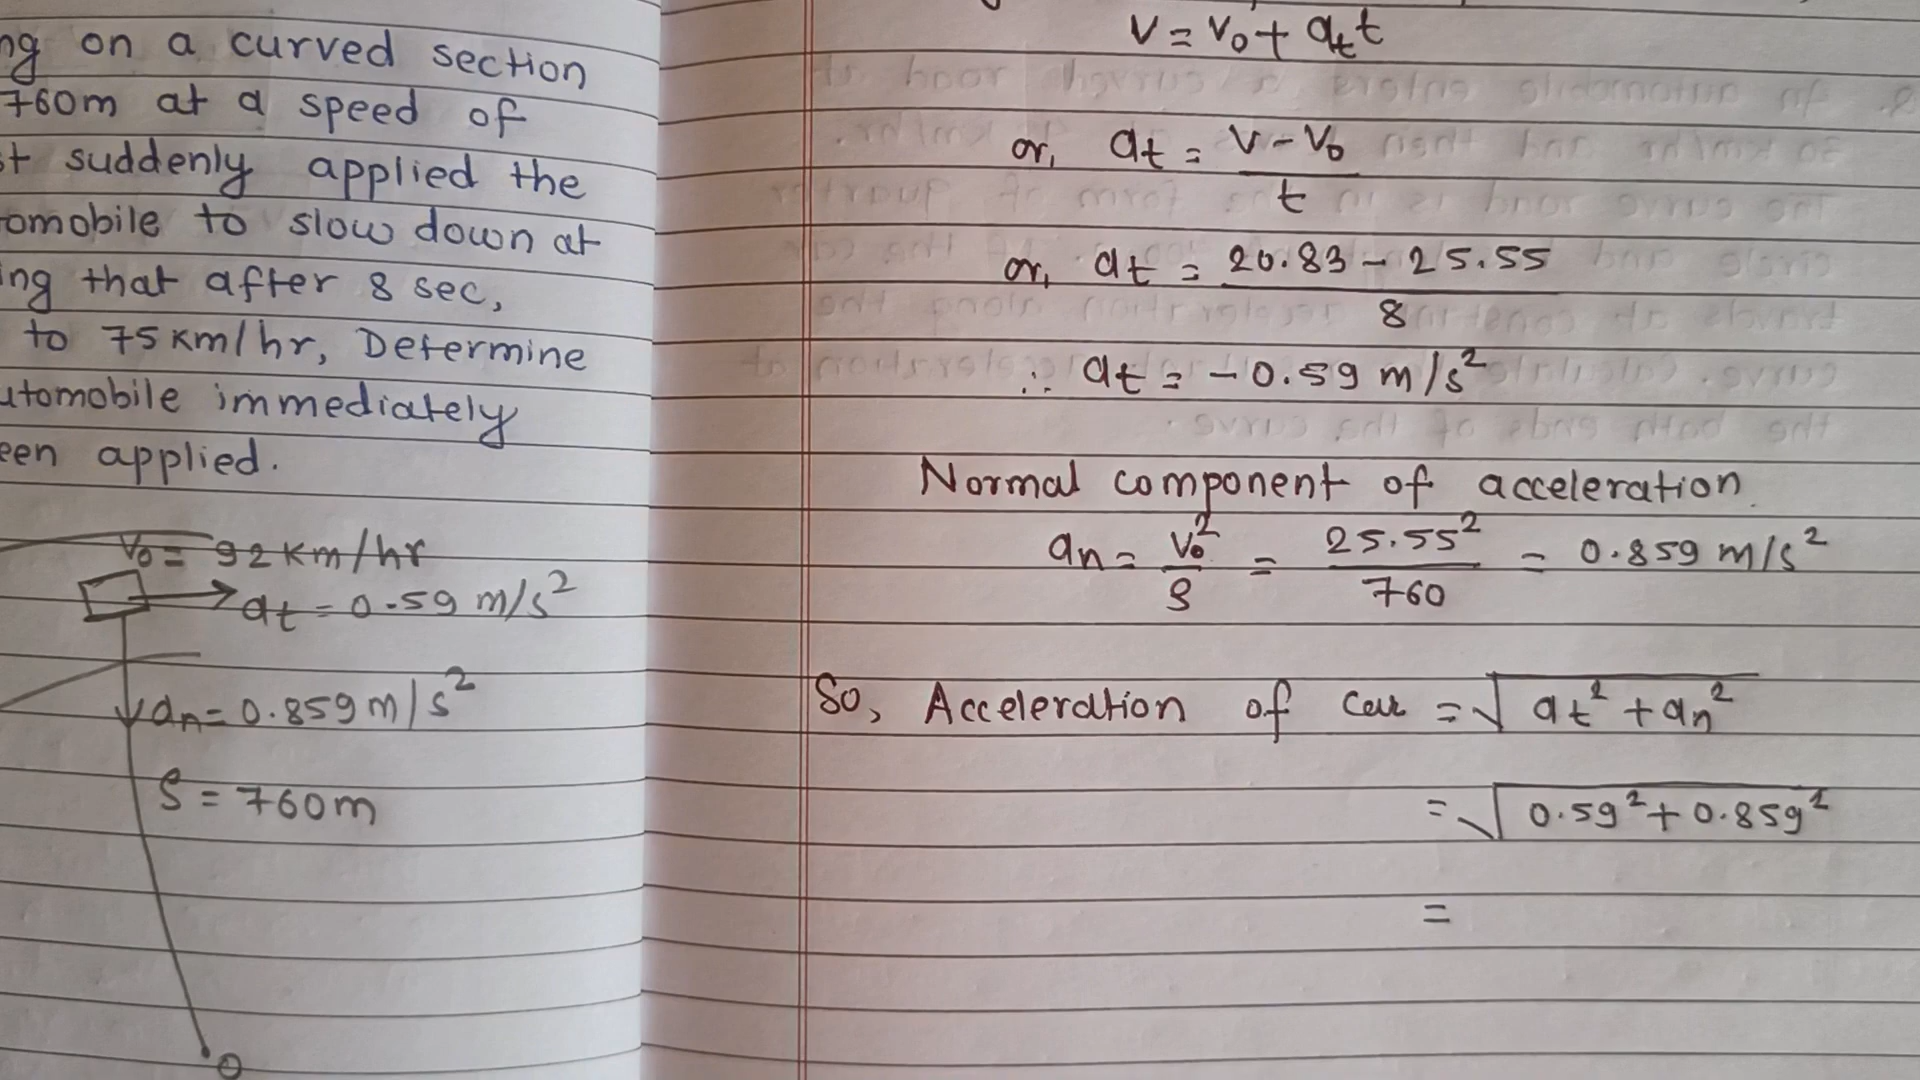 ng on a curved section
760m at a speed of
st suddenly applied the
tomobile to slow down at
ing that after 8 sec,
to 75 km/hr, Determine
utomobile immediately
een applied.
V₀ = 92 km/hr
at = 0.59 m/s²
an = 0.859 m/s²
ρ = 760m
O
V = V₀ + at t
or, at = V - V₀ / t
or, at = 20.83 - 25.55 / 8
∴ at = - 0.59 m/s²
Normal component of acceleration.
an = V₀² / ρ = 25.55² / 760 = 0.859 m/s²
So, Acceleration of car = √ at² + an²
= √ 0.59² + 0.859²
=